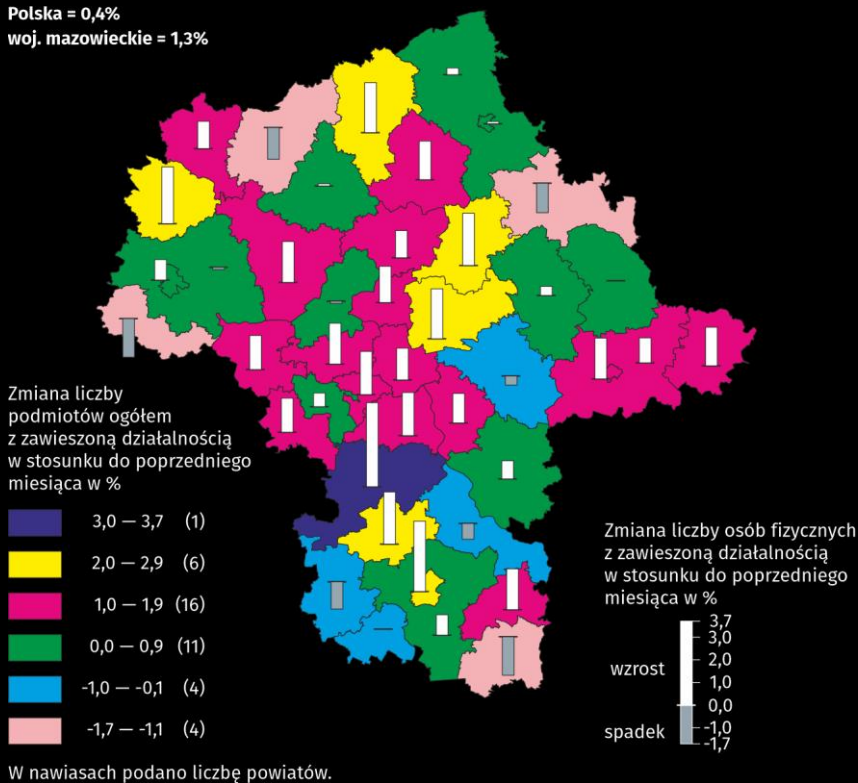 Polska = 0,4%
woj. mazowieckie = 1,3%
Zmiana liczby
podmiotów ogółem
z zawieszoną działalnością
w stosunku do poprzedniego
miesiąca w %
3,0 — 3,7 (1)
2,0 — 2,9 (6)
1,0 — 1,9 (16)
0,0 — 0,9 (11)
-1,0 — -0,1 (4)
-1,7 — -1,1 (4)
W nawiasach podano liczbę powiatów.
Zmiana liczby osób fizycznych
z zawieszoną działalnością
w stosunku do poprzedniego
miesiąca w %
3,7
3,0
2,0
wzrost
1,0
0,0
spadek
-1,0
-1,7